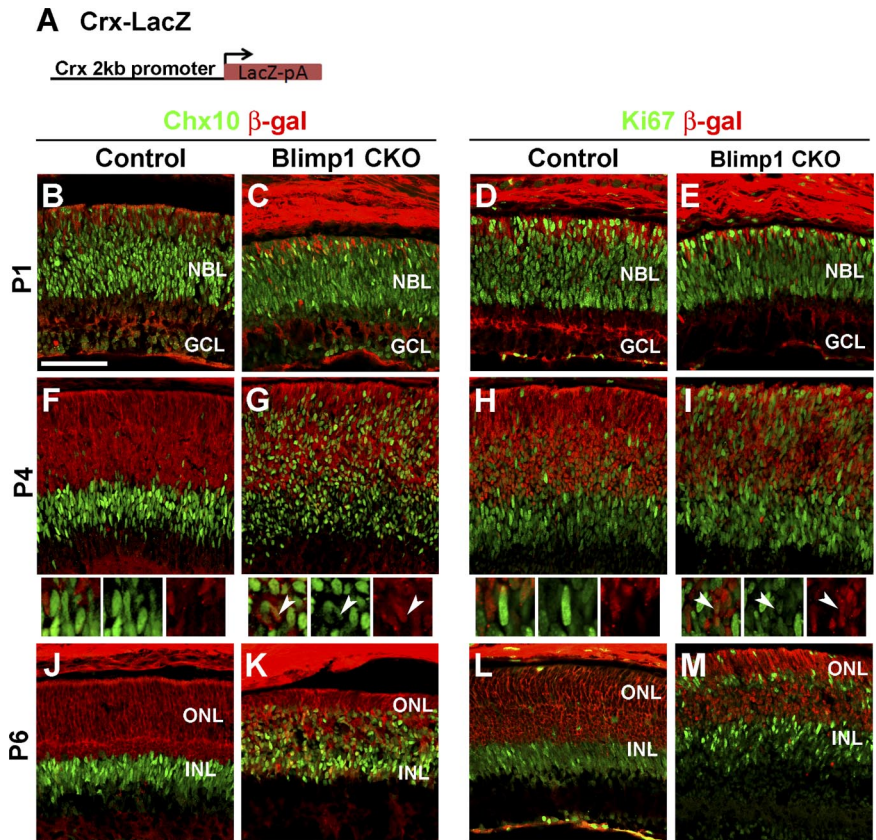 A Crx-LacZ
Crx 2kb promoter LacZ-pA
Chx10 β-gal Ki67 β-gal
Control Blimp1 CKO Control Blimp1 CKO
P1
B NBL GCL
C NBL GCL
D NBL GCL
E NBL GCL
P4
F G H I
P6
J ONL INL
K ONL INL
L ONL INL
M ONL INL